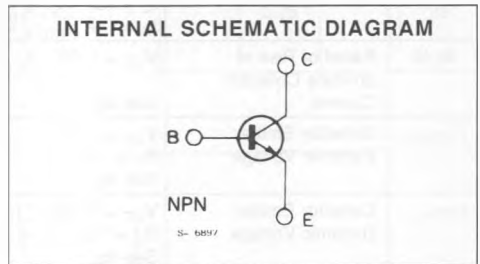 INTERNAL SCHEMATIC DIAGRAM
C
B
NPN
E
S- 6897